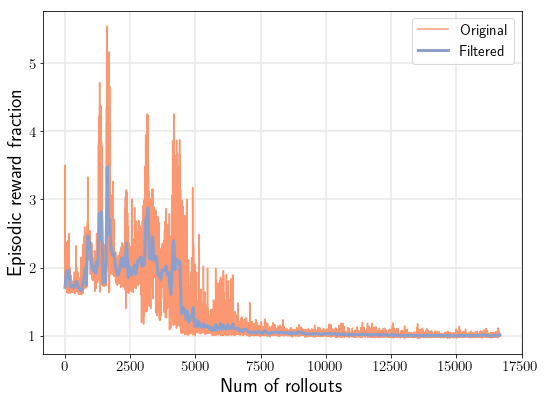 Original
Filtered
Episodic reward fraction
5
4
3
2
1
0 2500 5000 7500 10000 12500 15000 17500
Num of rollouts